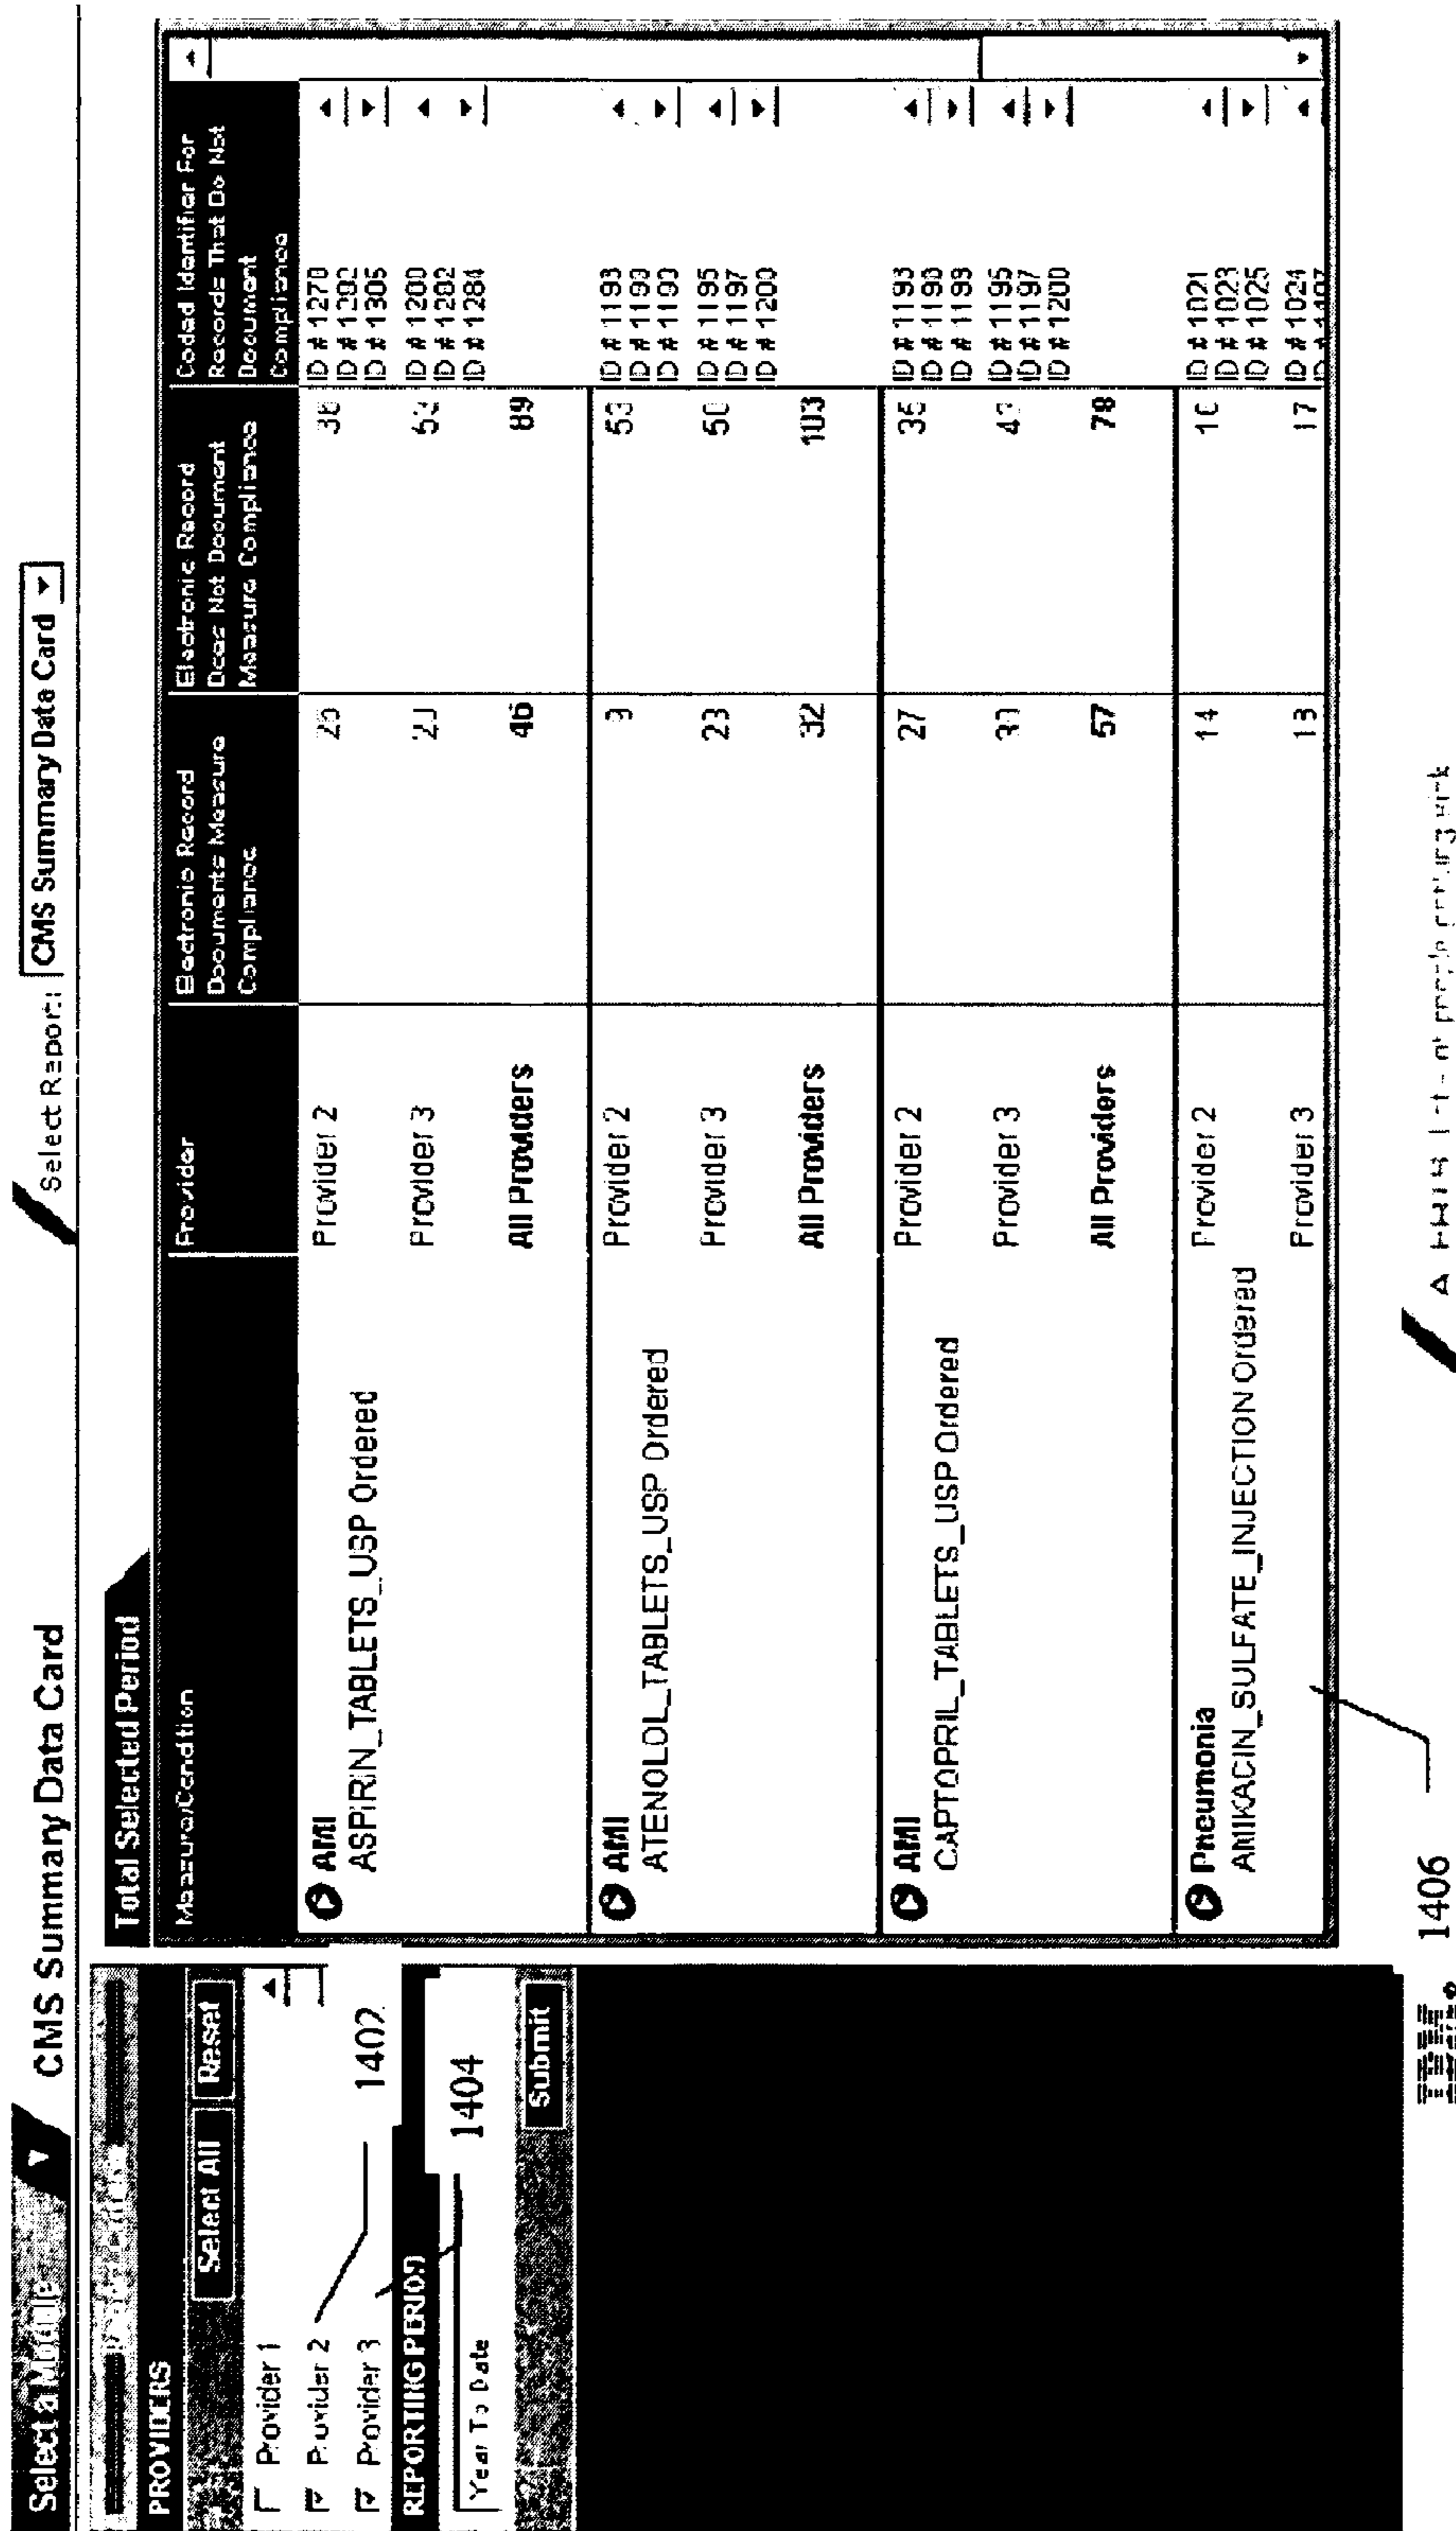 Select a Module
CMS Summary Data Card
Select Report: CMS Summary Data Card
PROVIDERS
Select All Reset
Provider 1
Provider 2
Provider 3
1402
REPORTING PERIOD
1404
Year To Date
Submit
Total Selected Period
Measure/Condition Provider Electronic Record Documents Measure Compliance Electronic Record Does Not Document Measure Compliance Coded Identifier For Records That Do Not Document Compliance
AMI
ASPIRIN_TABLETS_USP Ordered
Provider 2 ID # 1305
Provider 3 ID # 1200
ID # 1282
ID # 1284
All Providers 46 89
AMI
ATENOLOL_TABLETS_USP Ordered
Provider 2 9 53 ID # 1193
Provider 3 23 50 ID # 1195
ID # 1197
ID # 1200
All Providers 32 103
AMI
CAPTOPRIL_TABLETS_USP Ordered
Provider 2 27 35 ID # 1193
Provider 3 ID # 1195
ID # 1197
ID # 1200
All Providers 57 78
Pneumonia
AMIKACIN_SULFATE_INJECTION Ordered
Provider 2 14 ID # 1021
ID # 1023
ID # 1025
Provider 3 17 ID # 1024
IBM
1406